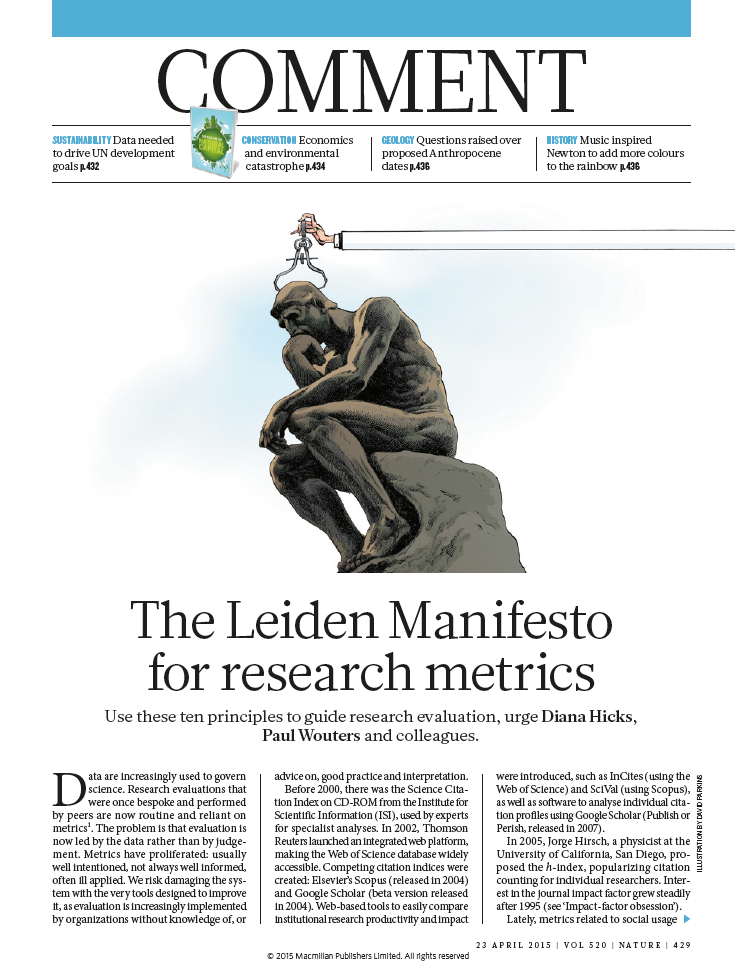 COMMENT
SUSTAINABILITY Data needed
to drive UN development
goals p.432
CONSERVATION Economics
and environmental
catastrophe p.434
GEOLOGY Questions raised over
proposed Anthropocene
dates p.436
HISTORY Music inspired
Newton to add more colours
to the rainbow p.436
The Leiden Manifesto
for research metrics
Use these ten principles to guide research evaluation, urge Diana Hicks,
Paul Wouters and colleagues.
Data are increasingly used to govern
science. Research evaluations that
were once bespoke and performed
by peers are now routine and reliant on
metrics¹. The problem is that evaluation is
now led by the data rather than by judge-
ment. Metrics have proliferated: usually
well intentioned, not always well informed,
often ill applied. We risk damaging the sys-
tem with the very tools designed to improve
it, as evaluation is increasingly implemented
by organizations without knowledge of, or
advice on, good practice and interpretation.
Before 2000, there was the Science Cita-
tion Index on CD-ROM from the Institute for
Scientific Information (ISI), used by experts
for specialist analyses. In 2002, Thomson
Reuters launched an integrated web platform,
making the Web of Science database widely
accessible. Competing citation indices were
created: Elsevier's Scopus (released in 2004)
and Google Scholar (beta version released
in 2004). Web-based tools to easily compare
institutional research productivity and impact
were introduced, such as InCites (using the
Web of Science) and SciVal (using Scopus),
as well as software to analyse individual cita-
tion profiles using Google Scholar (Publish or
Perish, released in 2007).
In 2005, Jorge Hirsch, a physicist at the
University of California, San Diego, pro-
posed the h-index, popularizing citation
counting for individual researchers. Inter-
est in the journal impact factor grew steadily
after 1995 (see 'Impact-factor obsession').
Lately, metrics related to social usage
ILLUSTRATION BY DAVID PARKINS
23 APRIL 2015 | VOL 520 | NATURE | 429
© 2015 Macmillan Publishers Limited. All rights reserved